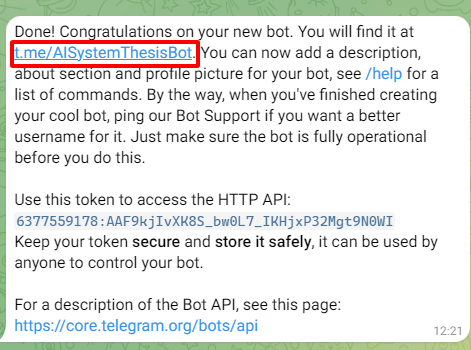 Done! Congratulations on your new bot. You will find it at
t.me/AISystemThesisBot. You can now add a description,
about section and profile picture for your bot, see /help for a
list of commands. By the way, when you've finished creating
your cool bot, ping our Bot Support if you want a better
username for it. Just make sure the bot is fully operational
before you do this.

Use this token to access the HTTP API:
6377559178:AAF9kjIvXK8S_bw0L7_IKHjxP32Mgt9N0WI
Keep your token secure and store it safely, it can be used by
anyone to control your bot.

For a description of the Bot API, see this page:
https://core.telegram.org/bots/api
12:21